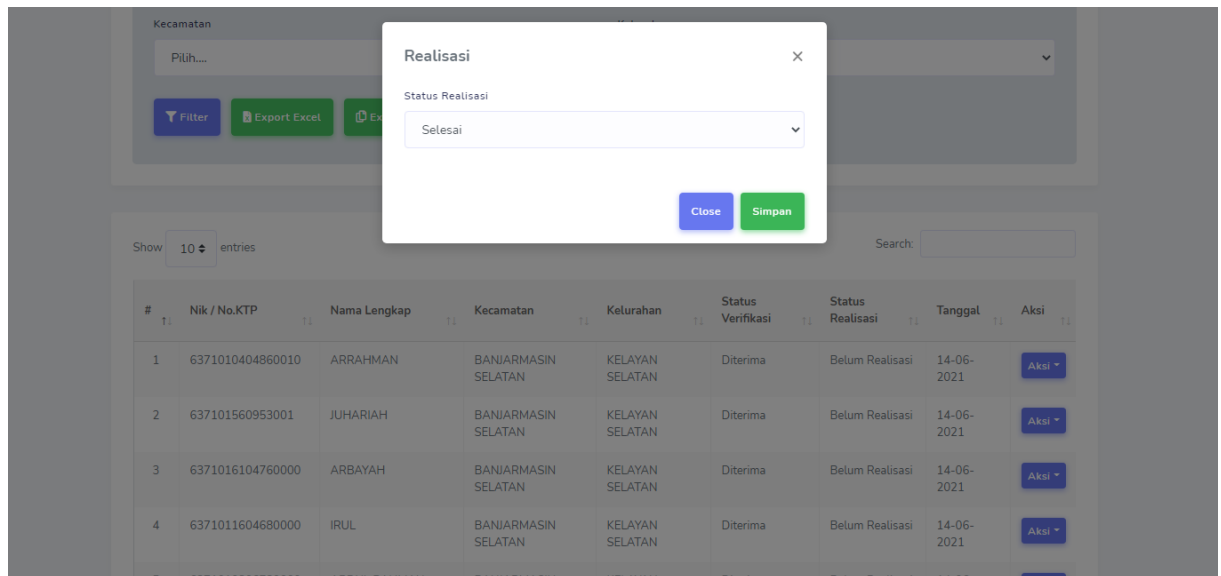 Kecamatan
Pilih....
Realisasi ×
Status Realisasi
Selesai
Close Simpan
Filter Export Excel Ex
Show 10 entries
Search:
# Nik / No.KTP Nama Lengkap Kecamatan Kelurahan Status Verifikasi Status Realisasi Tanggal Aksi
1 6371010404860010 ARRAHMAN BANJARMASIN SELATAN KELAYAN SELATAN Diterima Belum Realisasi 14-06-2021 Aksi
2 637101560953001 JUHARIAH BANJARMASIN SELATAN KELAYAN SELATAN Diterima Belum Realisasi 14-06-2021 Aksi
3 6371016104760000 ARBAYAH BANJARMASIN SELATAN KELAYAN SELATAN Diterima Belum Realisasi 14-06-2021 Aksi
4 6371011604680000 IRUL BANJARMASIN SELATAN KELAYAN SELATAN Diterima Belum Realisasi 14-06-2021 Aksi